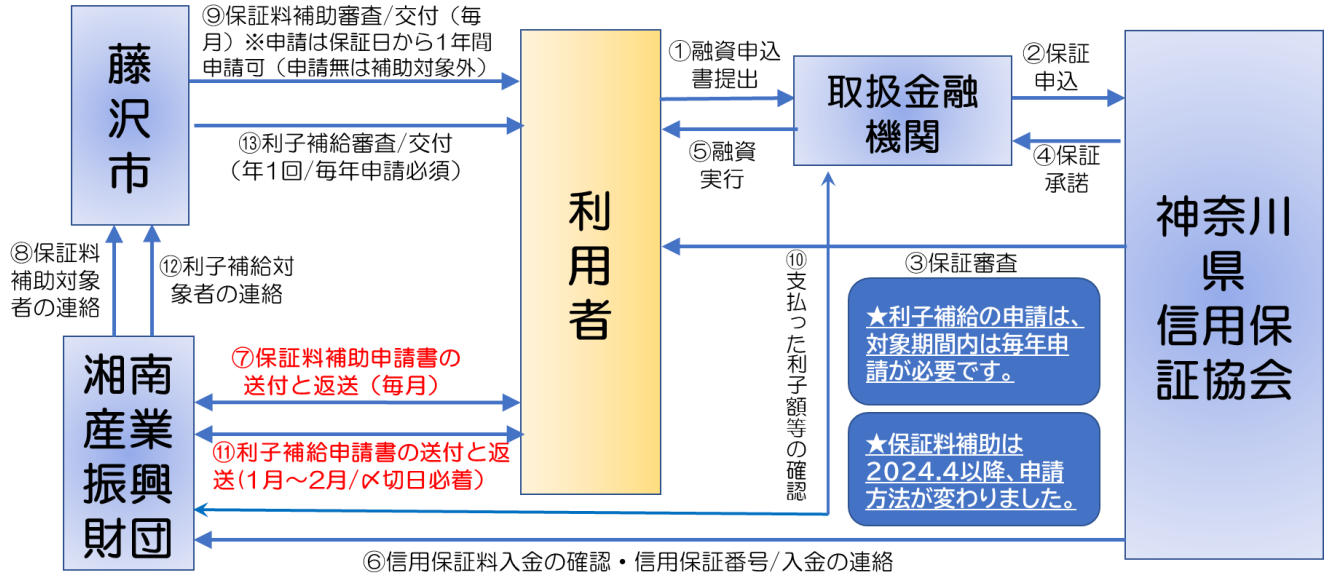 ⑨保証料補助審査/交付（毎
月）※申請は保証日から1年間
申請可（申請無は補助対象外）
藤
沢
市
⑬利子補給審査/交付
（年1回/毎年申請必須）
利
用
者
①融資申込
書提出
取扱金融
機関
②保証
申込
⑤融資
実行
④保証
承諾
神奈川
県
信用保
証協会
③保証審査
⑧保証料
補助対象
者の連絡
⑫利子補給対
象者の連絡
⑩支払った利子額等の確認
★利子補給の申請は、
対象期間内は毎年申
請が必要です。
★保証料補助は
2024.4以降、申請
方法が変わりました。
湘南
産業
振興
財団
⑦保証料補助申請書の
送付と返送（毎月）
⑪利子補給申請書の送付と返
送(1月～2月/〆切日必着）
⑥信用保証料入金の確認・信用保証番号/入金の連絡